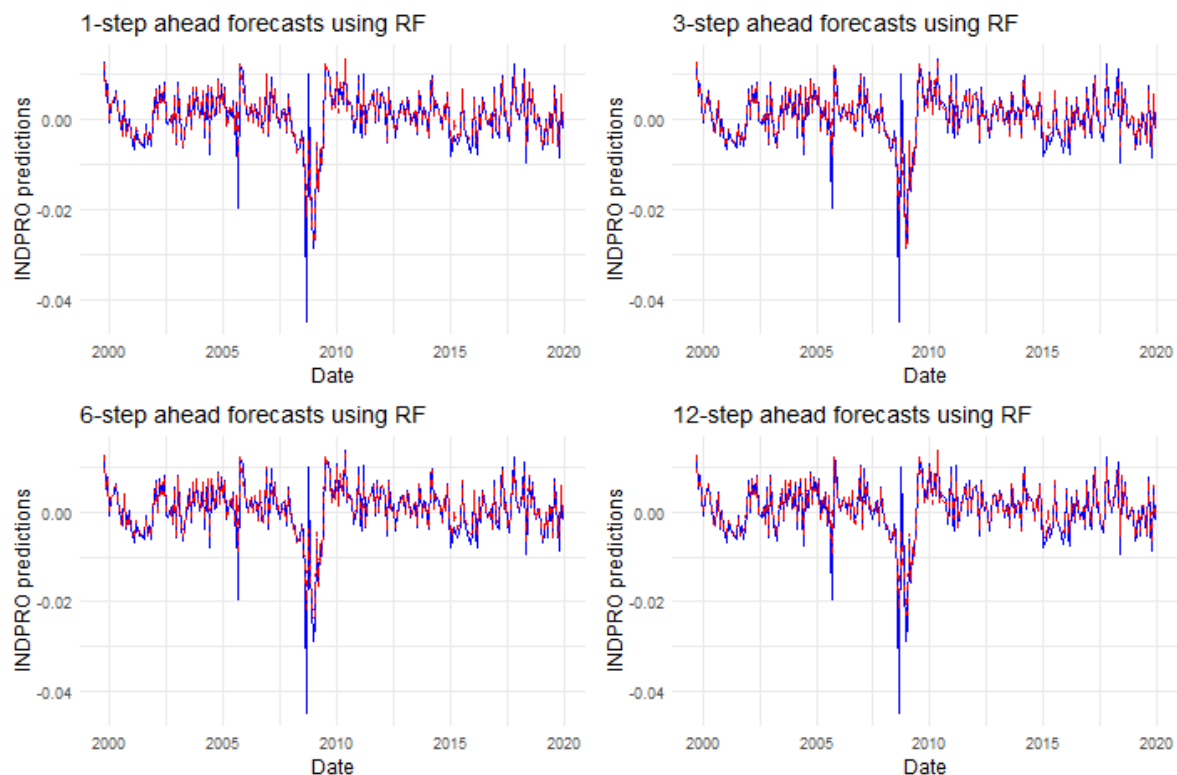 1-step ahead forecasts using RF
INDPRO predictions
0.00
-0.02
-0.04
2000 2005 2010 2015 2020
Date
3-step ahead forecasts using RF
INDPRO predictions
0.00
-0.02
-0.04
2000 2005 2010 2015 2020
Date
6-step ahead forecasts using RF
INDPRO predictions
0.00
-0.02
-0.04
2000 2005 2010 2015 2020
Date
12-step ahead forecasts using RF
INDPRO predictions
0.00
-0.02
-0.04
2000 2005 2010 2015 2020
Date